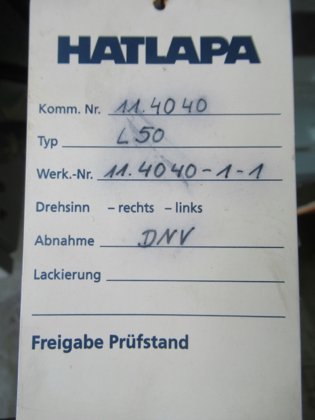 HATLAPA
Komm. Nr. 11.4040
Typ L50
Werk.-Nr. 11.4040-1-1
Drehsinn – rechts – links
Abnahme DNV
Lackierung
Freigabe Prüfstand